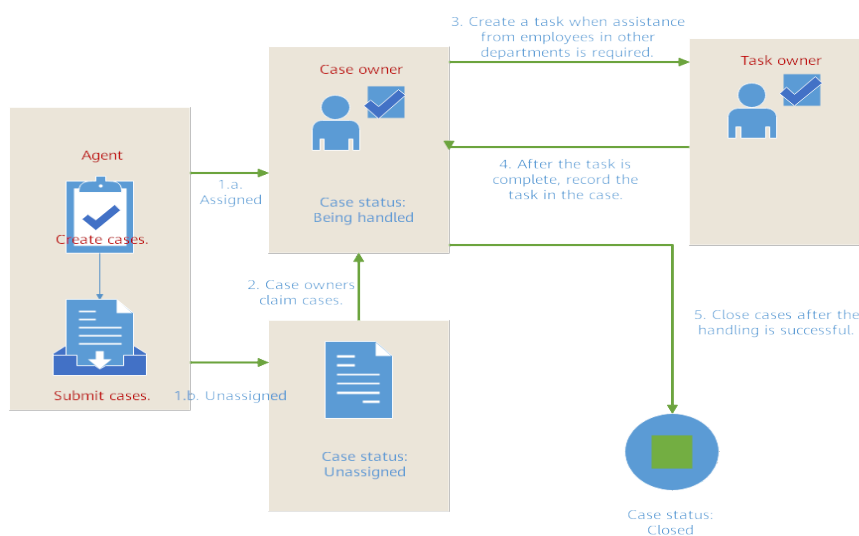 Agent
Create cases.
Submit cases.
1.a.
Assigned
1.b. Unassigned
Case owner
Case status:
Being handled
2. Case owners
claim cases.
Case status:
Unassigned
3. Create a task when assistance
from employees in other
departments is required.
Task owner
4. After the task is
complete, record the
task in the case.
5. Close cases after the
handling is successful.
Case status:
Closed